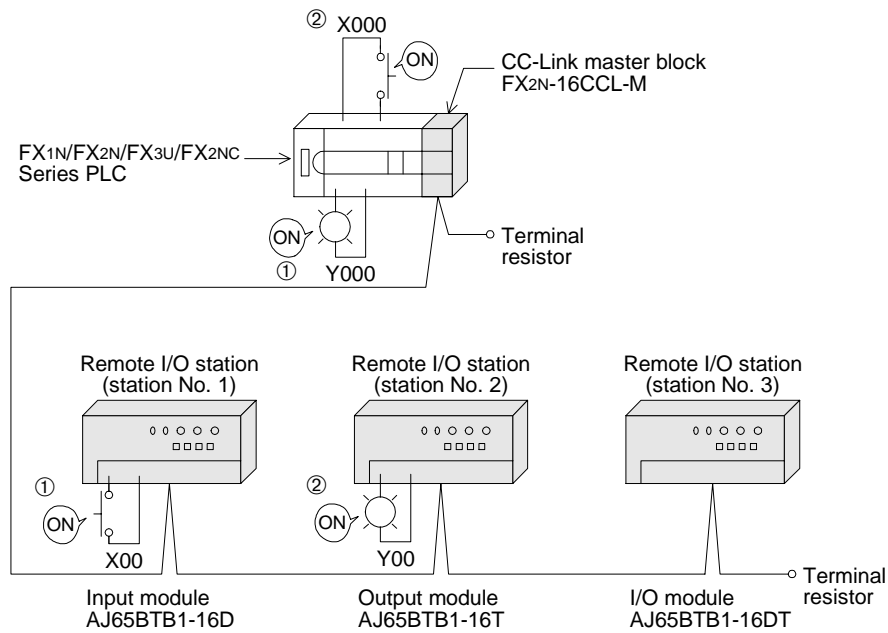 ② X000
ON
CC-Link master block
FX2N-16CCL-M
FX1N/FX2N/FX3U/FX2NC
Series PLC
ON
①
Y000
Terminal
resistor
Remote I/O station
(station No. 1)
Remote I/O station
(station No. 2)
Remote I/O station
(station No. 3)
①
ON
X00
②
ON
Y00
Terminal
resistor
Input module
AJ65BTB1-16D
Output module
AJ65BTB1-16T
I/O module
AJ65BTB1-16DT